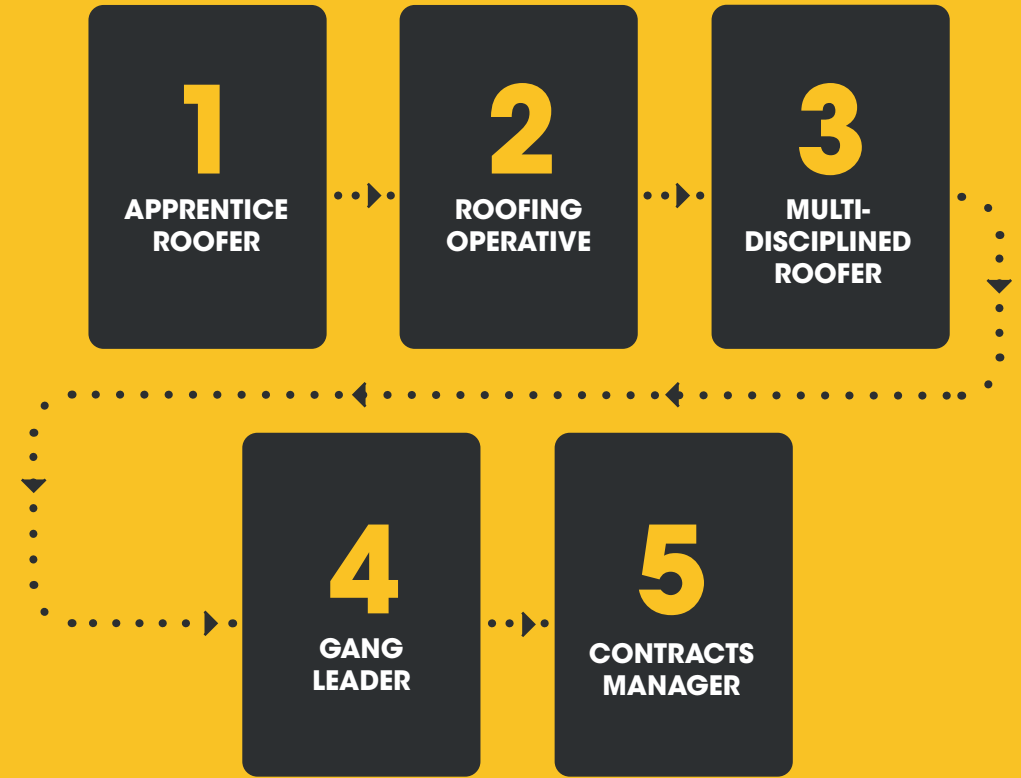 1
APPRENTICE
ROOFER
2
ROOFING
OPERATIVE
3
MULTI-
DISCIPLINED
ROOFER
4
GANG
LEADER
5
CONTRACTS
MANAGER